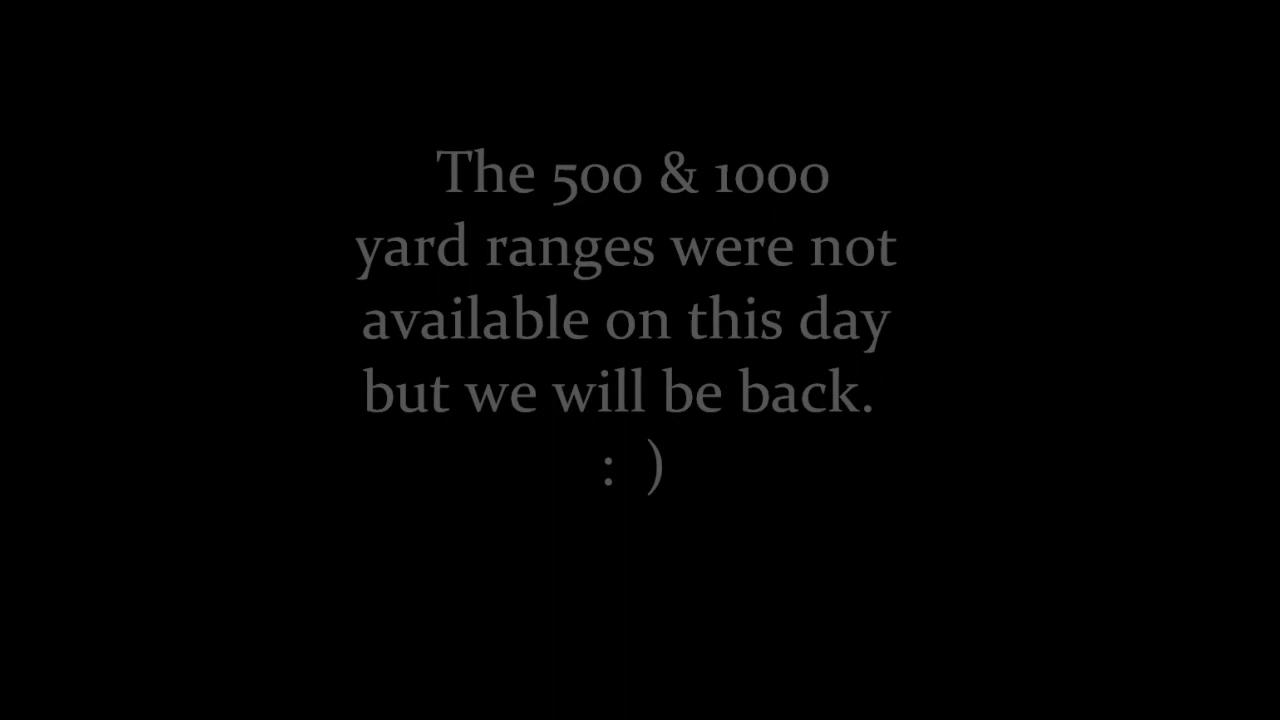 The 500 & 1000
yard ranges were not
available on this day
but we will be back.
: )